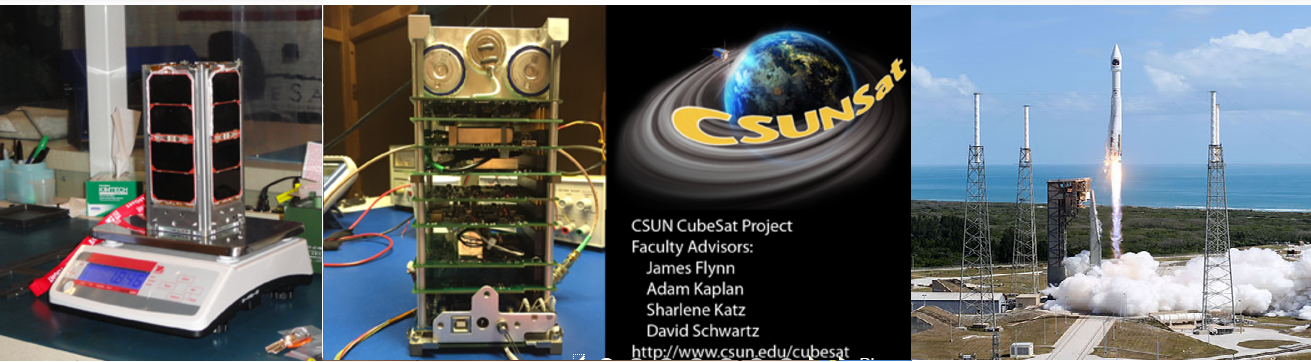 KIMTECH
CSUNSat
CSUN CubeSat Project
Faculty Advisors:
James Flynn
Adam Kaplan
Sharlene Katz
David Schwartz
http://www.csun.edu/cubesat